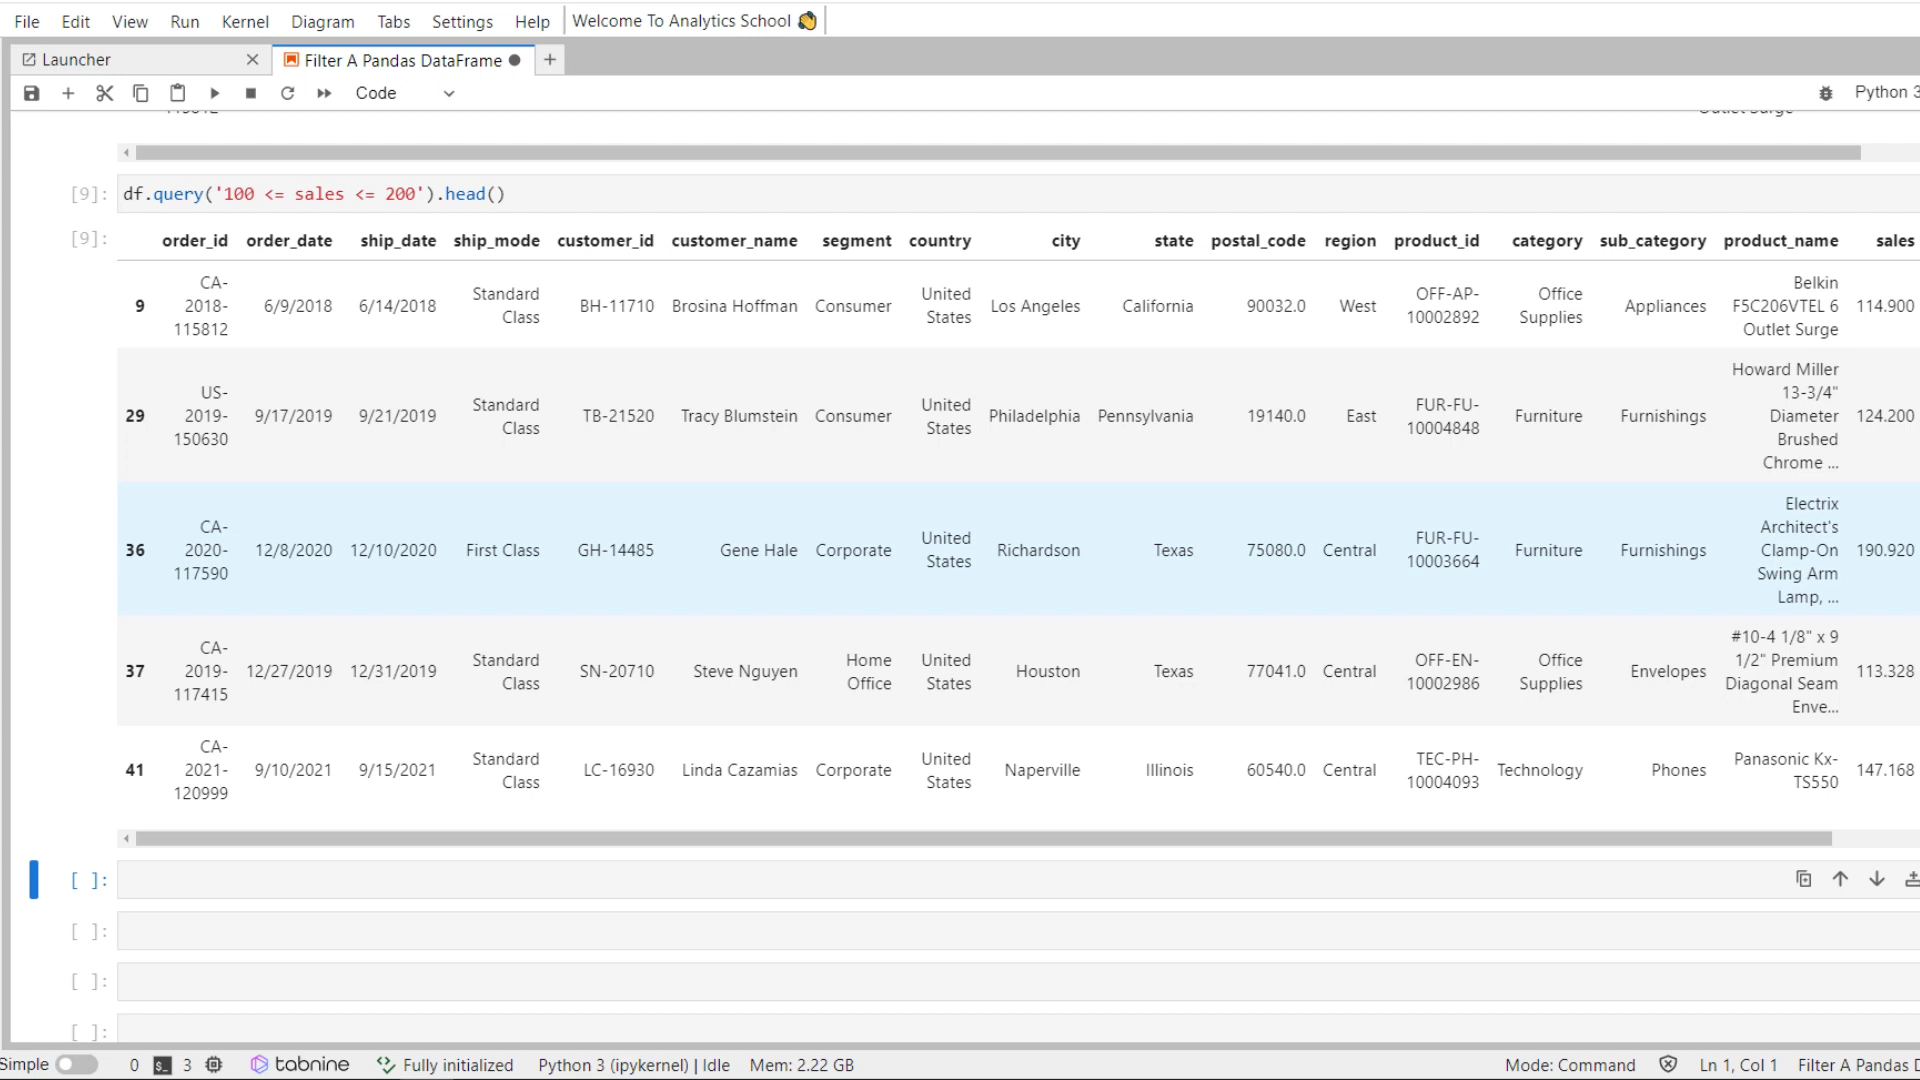 File Edit View Run Kernel Diagram Tabs Settings Help Welcome To Analytics School
Launcher Filter A Pandas DataFrame
Code Python 3
[9]: df.query('100 <= sales <= 200').head()
[9]:
order_id order_date ship_date ship_mode customer_id customer_name segment country city state postal_code region product_id category sub_category product_name sales
9 CA-2018-115812 6/9/2018 6/14/2018 Standard Class BH-11710 Brosina Hoffman Consumer United States Los Angeles California 90032.0 West OFF-AP-10002892 Office Supplies Appliances Belkin F5C206VTEL 6 Outlet Surge 114.900
29 US-2019-150630 9/17/2019 9/21/2019 Standard Class TB-21520 Tracy Blumstein Consumer United States Philadelphia Pennsylvania 19140.0 East FUR-FU-10004848 Furniture Furnishings Howard Miller 13-3/4" Diameter Brushed Chrome ... 124.200
36 CA-2020-117590 12/8/2020 12/10/2020 First Class GH-14485 Gene Hale Corporate United States Richardson Texas 75080.0 Central FUR-FU-10003664 Furniture Furnishings Electrix Architect's Clamp-On Swing Arm Lamp, ... 190.920
37 CA-2019-117415 12/27/2019 12/31/2019 Standard Class SN-20710 Steve Nguyen Home Office United States Houston Texas 77041.0 Central OFF-EN-10002986 Office Supplies Envelopes #10-4 1/8" x 9 1/2" Premium Diagonal Seam Enve... 113.328
41 CA-2021-120999 9/10/2021 9/15/2021 Standard Class LC-16930 Linda Cazamias Corporate United States Naperville Illinois 60540.0 Central TEC-PH-10004093 Technology Phones Panasonic Kx-TS550 147.168
[ ]:
[ ]:
[ ]:
[ ]:
Simple 0 3 tabnine Fully initialized Python 3 (ipykernel) | Idle Mem: 2.22 GB Mode: Command Ln 1, Col 1 Filter A Pandas